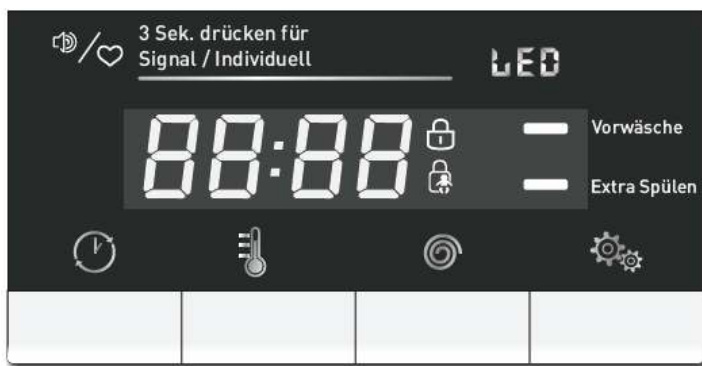 3 Sek. drücken für
Signal / Individuell
LED
88:88
Vorwäsche
Extra Spülen